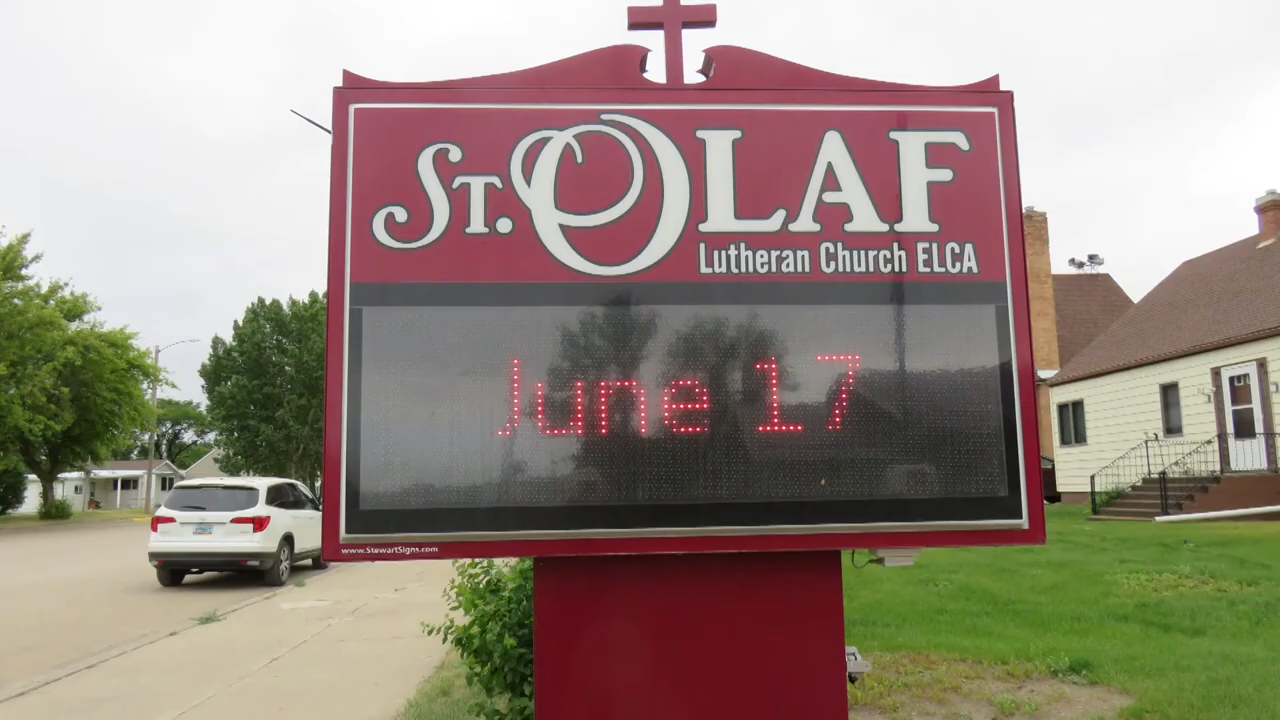 ST. OLAF
Lutheran Church ELCA
June 17
www.StewartSigns.com